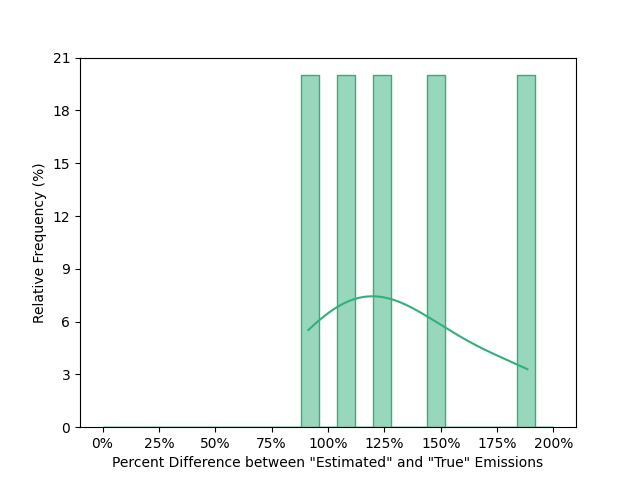 21
18
15
12
9
6
3
0
Relative Frequency (%)
0% 25% 50% 75% 100% 125% 150% 175% 200%
Percent Difference between "Estimated" and "True" Emissions